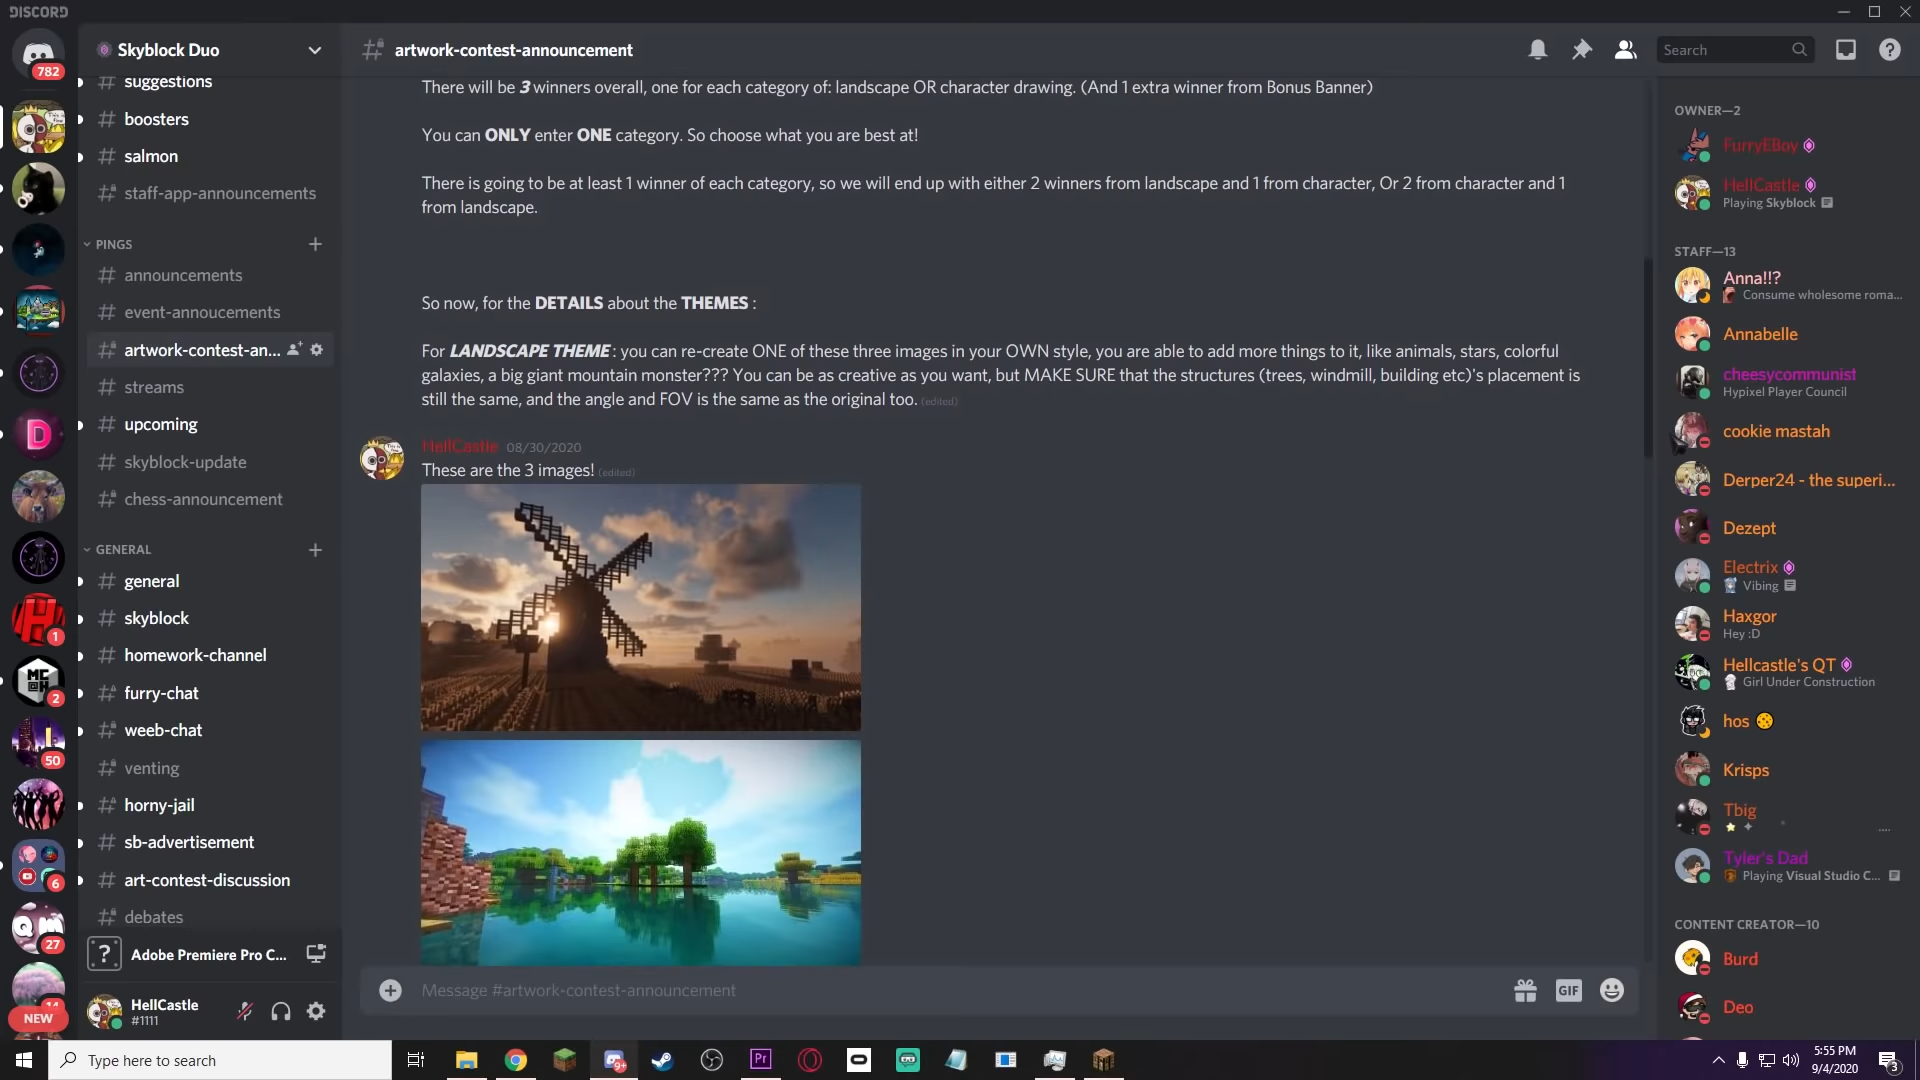 DISCORD
782
1
2
50
6
27
NEW
Skyblock Duo
suggestions
boosters
salmon
staff-app-announcements
PINGS
announcements
event-annoucements
artwork-contest-an...
streams
upcoming
skyblock-update
chess-announcement
GENERAL
general
skyblock
homework-channel
furry-chat
weeb-chat
venting
horny-jail
sb-advertisement
art-contest-discussion
debates
Adobe Premiere Pro C...
HellCastle
#1111
artwork-contest-announcement
Search
There will be 3 winners overall, one for each category of: landscape OR character drawing. (And 1 extra winner from Bonus Banner)
You can ONLY enter ONE category. So choose what you are best at!
There is going to be at least 1 winner of each category, so we will end up with either 2 winners from landscape and 1 from character, Or 2 from character and 1
from landscape.
So now, for the DETAILS about the THEMES :
For LANDSCAPE THEME : you can re-create ONE of these three images in your OWN style, you are able to add more things to it, like animals, stars, colorful
galaxies, a big giant mountain monster??? You can be as creative as you want, but MAKE SURE that the structures (trees, windmill, building etc)'s placement is
still the same, and the angle and FOV is the same as the original too. (edited)
HellCastle 08/30/2020
These are the 3 images! (edited)
Message #artwork-contest-announcement
GIF
OWNER—2
FurryEBoy
HellCastle
Playing Skyblock
STAFF—13
Anna!!?
Consume wholesome roma...
Annabelle
cheesycommunist
Hypixel Player Council
cookie mastah
Derper24 - the superi...
Dezept
Electrix
Vibing
Haxgor
Hey :D
Hellcastle's QT
Girl Under Construction
hos
Krisps
Tbig
....
Tyler's Dad
Playing Visual Studio C...
CONTENT CREATOR—10
Burd
Deo
Type here to search
9+
Pr
5:55 PM
9/4/2020
3